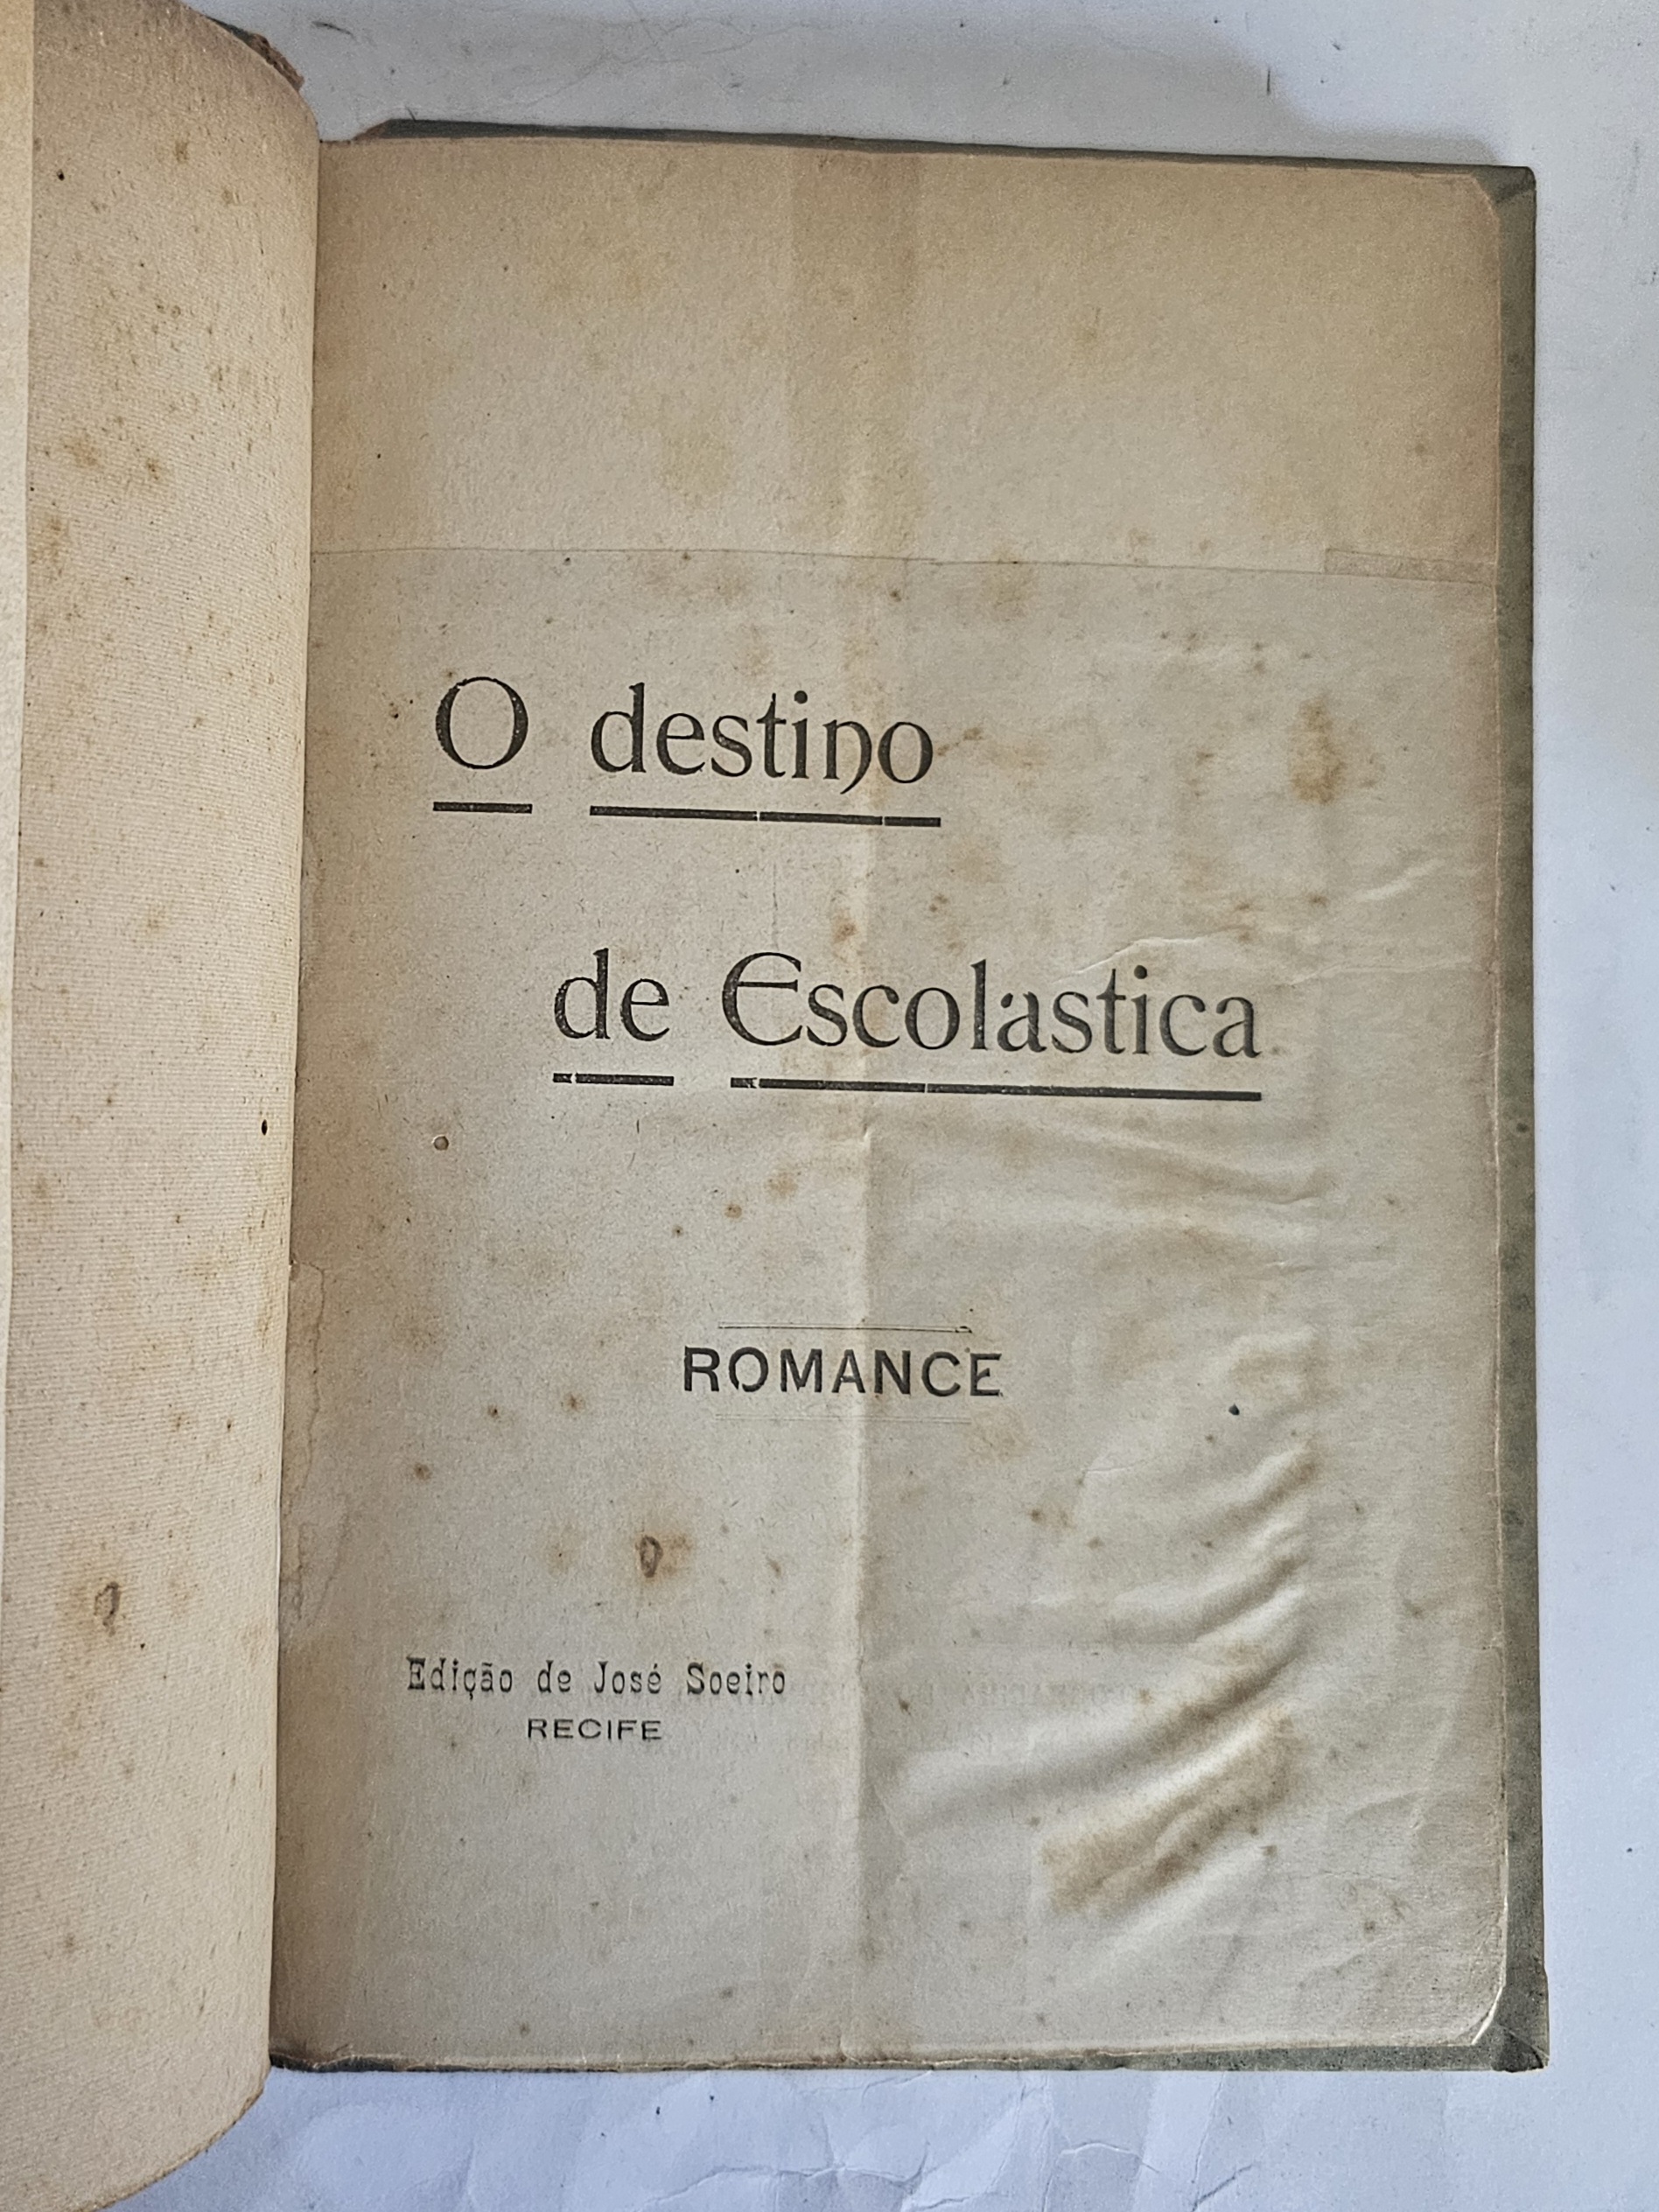 O destino
de Escolastica
ROMANCE
Edição de José Soeiro
RECIFE